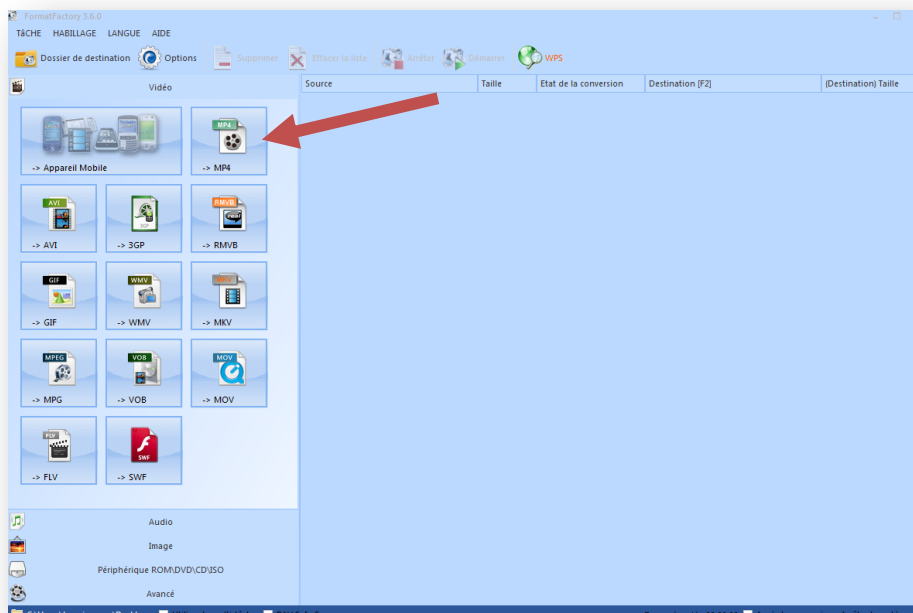 FormatFactory 3.6.0
TÂCHE HABILLAGE LANGUE AIDE
Dossier de destination Options Supprimer Effacer la liste Arrêter Démarrer WPS
Vidéo
Source Taille Etat de la conversion Destination [F2] (Destination) Taille
MP4
-> Appareil Mobile -> MP4
AVI 3GP RMVB real
-> AVI -> 3GP -> RMVB
GIF WMV MKV
-> GIF -> WMV -> MKV
MPEG VOB MOV
-> MPG -> VOB -> MOV
FLV SWF
-> FLV -> SWF
Audio
Image
Périphérique ROM\DVD\CD\ISO
Avancé